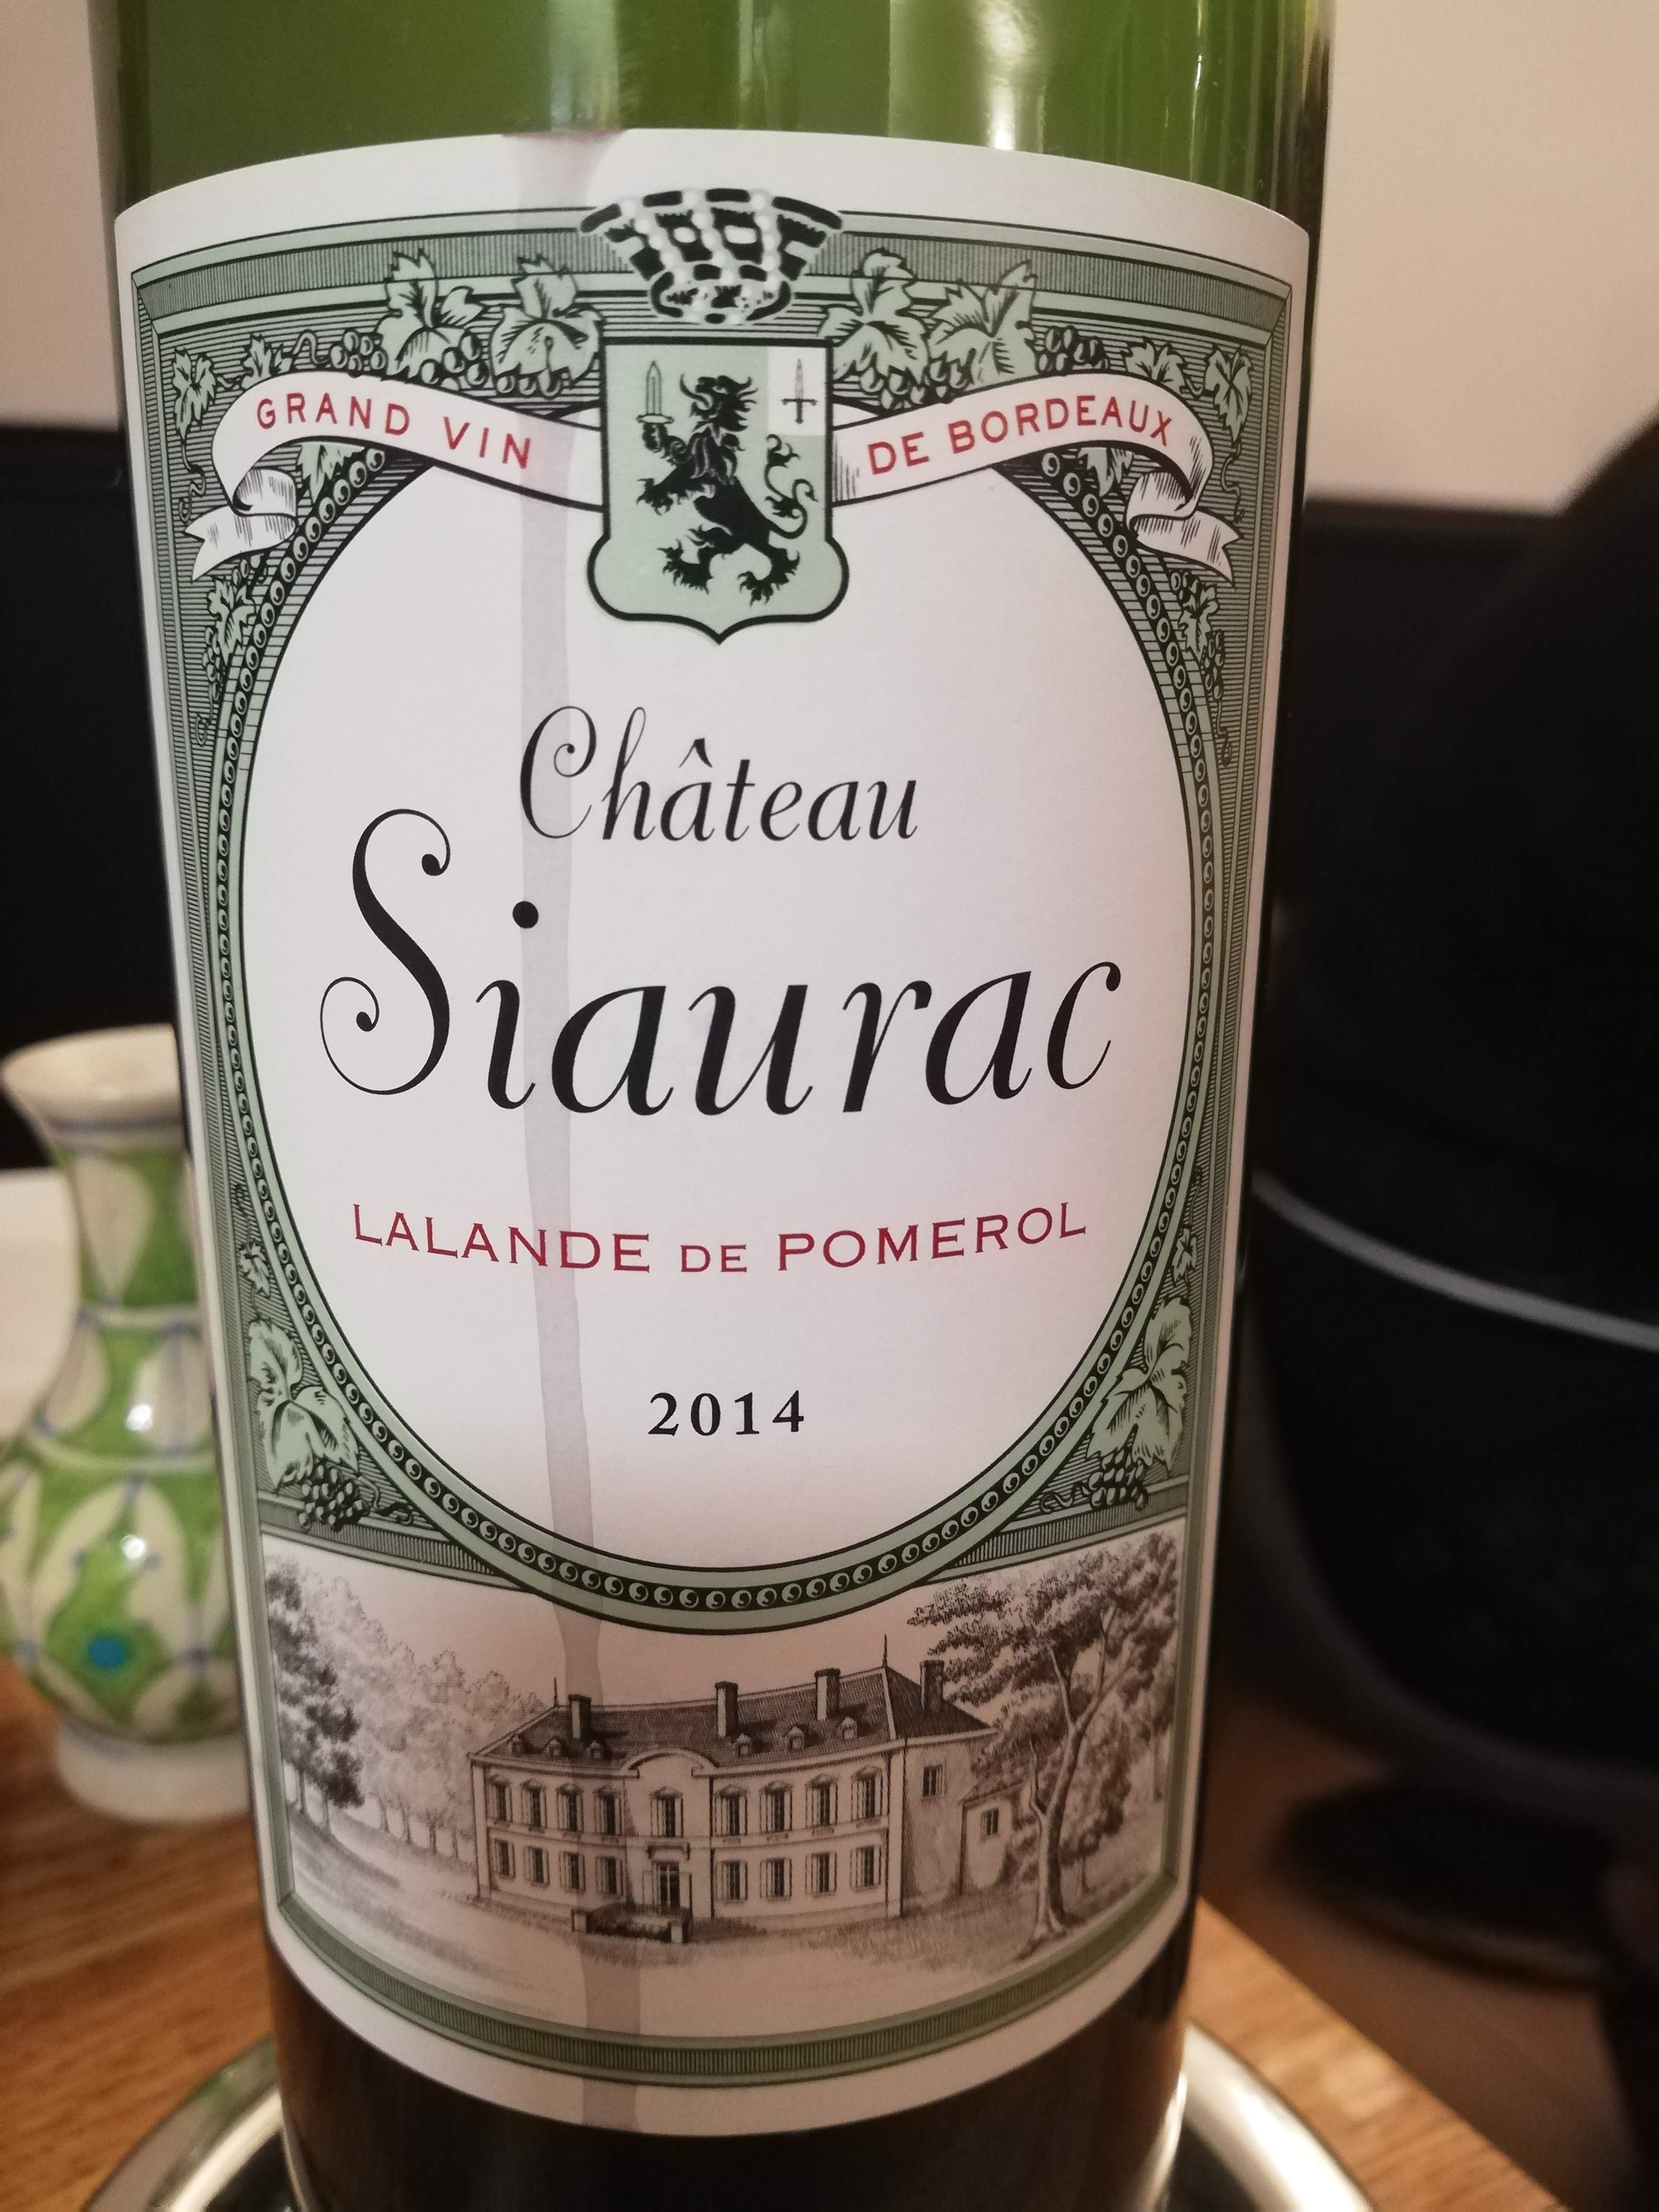 GRAND VIN DE BORDEAUX
Château
Siaurac
LALANDE DE POMEROL
2014